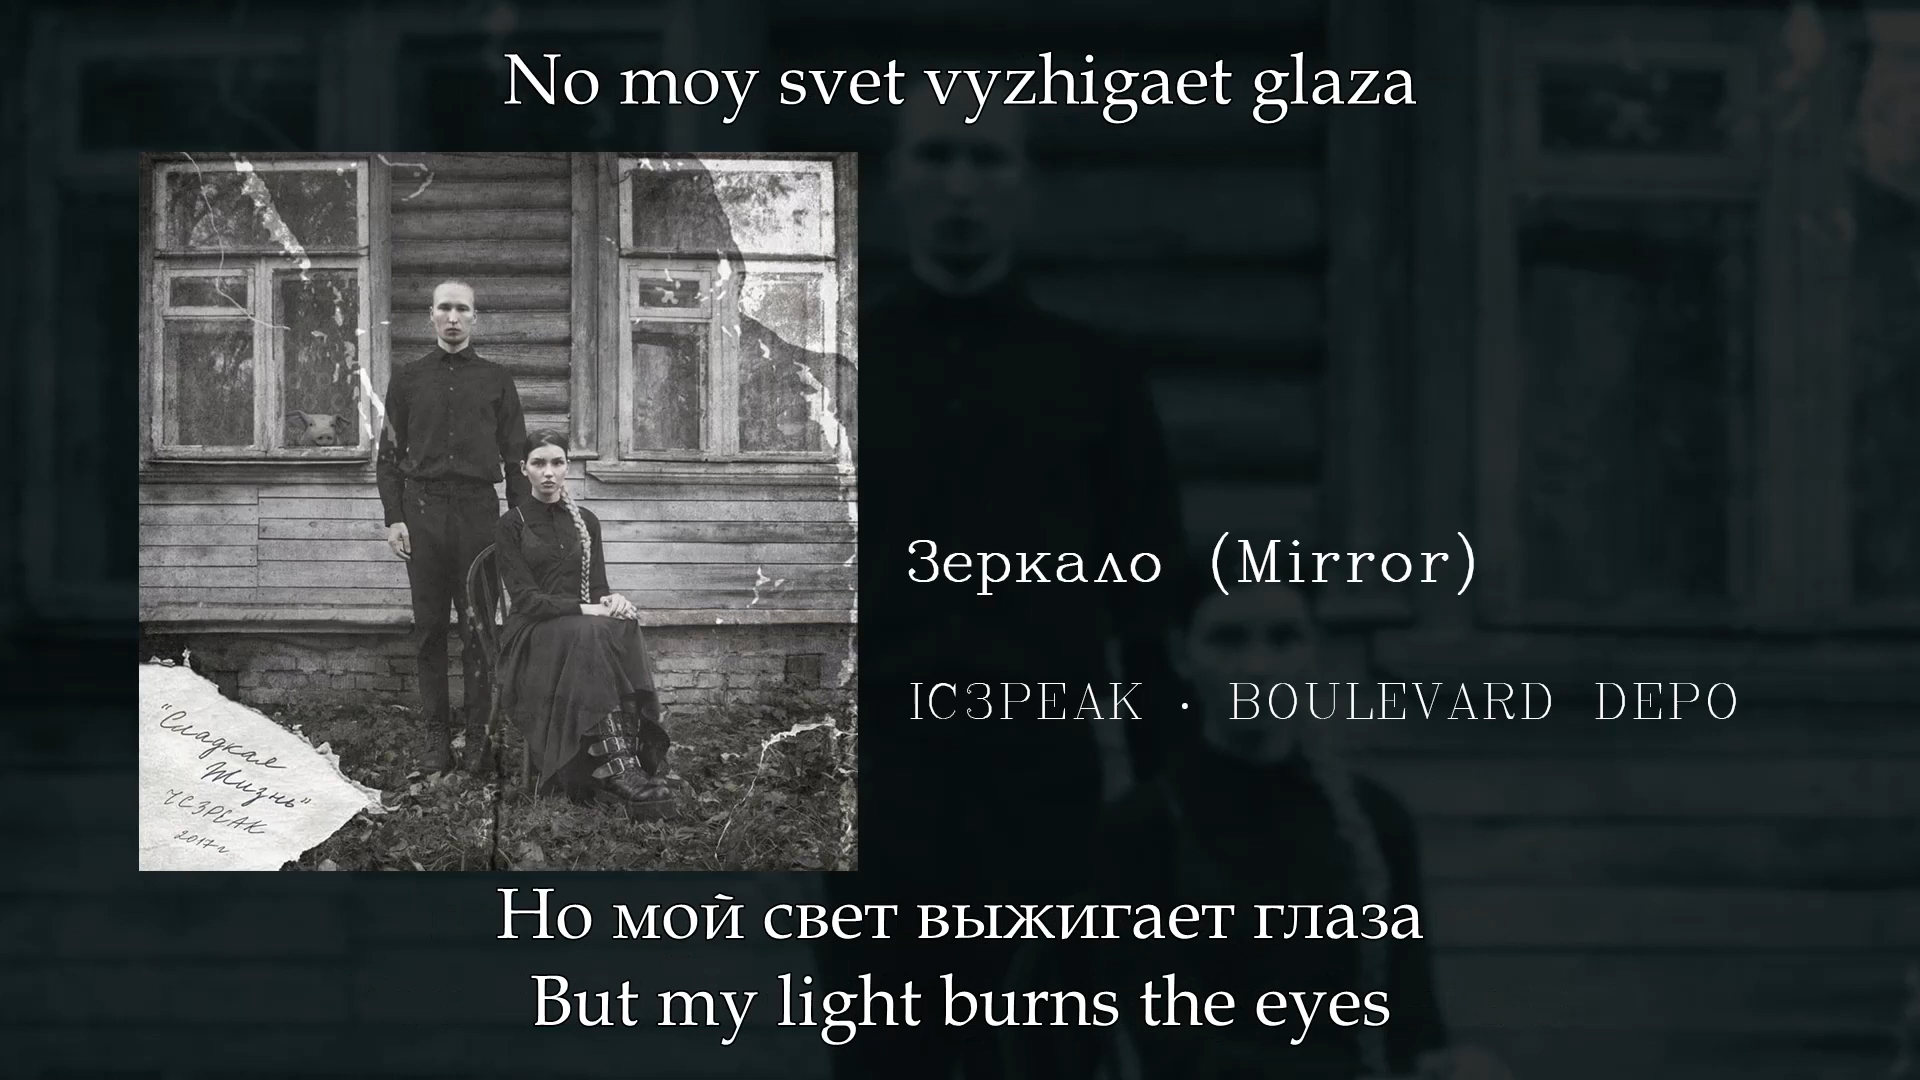 No moy svet vyzhigaet glaza
Зеркало (Mirror)
IC3PEAK · BOULEVARD DEPO
"Сладкая
Жизнь"
IC3PEAK
2017г
Но мой свет выжигает глаза
But my light burns the eyes